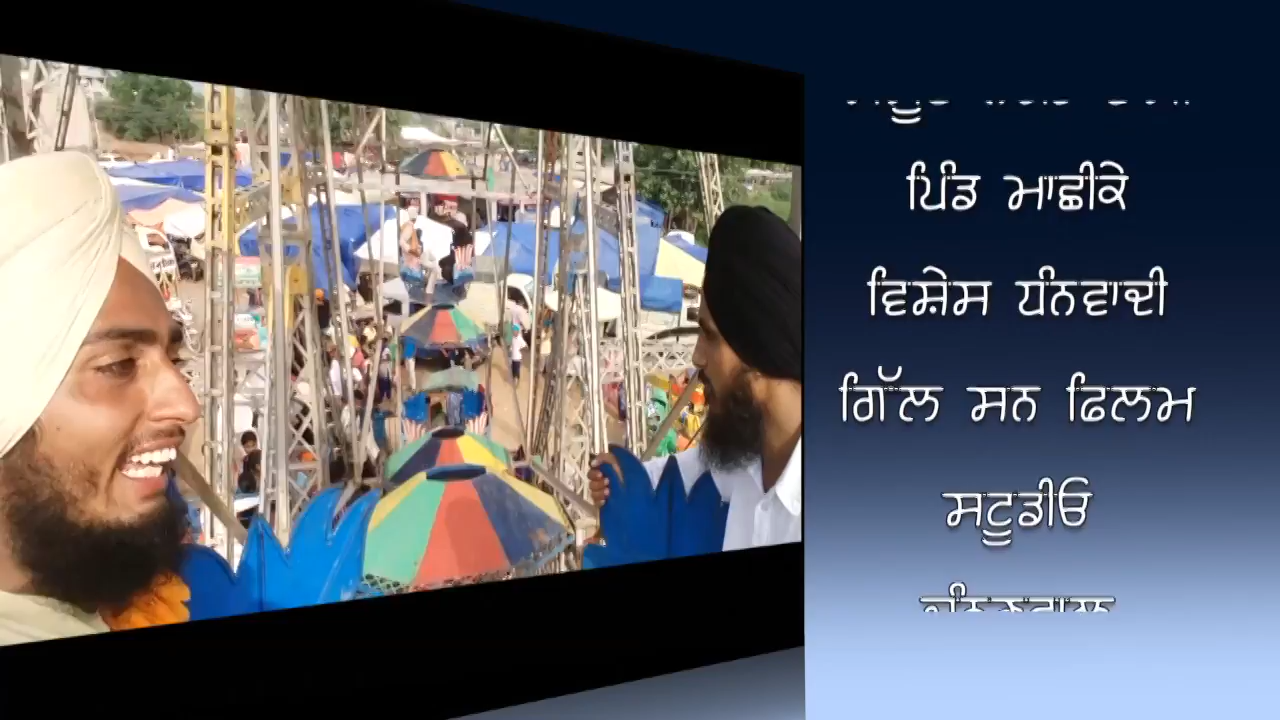 ਪਿੰਡ ਮਾਛੀਕੇ
ਵਿਸ਼ੇਸ ਧੰਨਵਾਦੀ
ਗਿੱਲ ਸਨ ਫਿਲਮ
ਸਟੂਡੀਓ